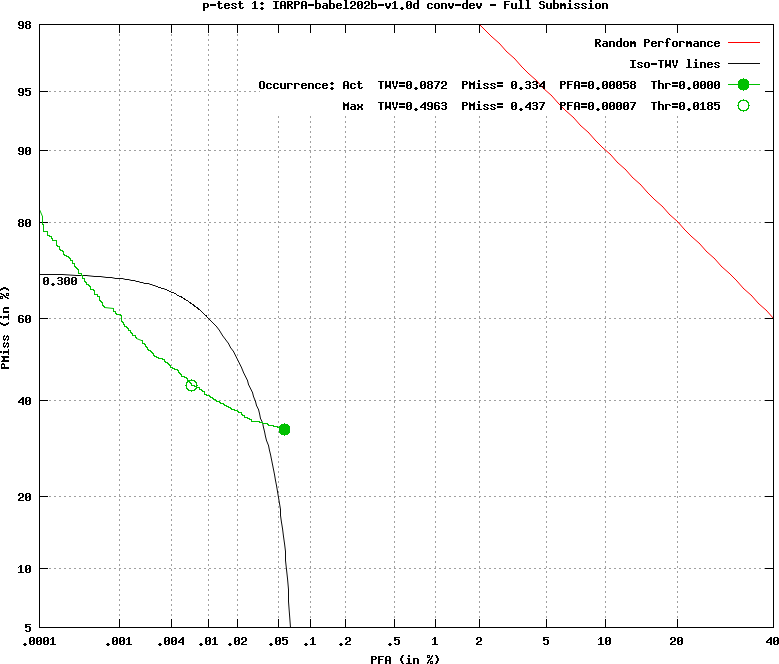 p-test 1: IARPA-babel202b-v1.0d conv-dev - Full Submission
Random Performance
Iso-TWV lines
Occurrence: Act TWV=0.0872 PMiss= 0.334 PFA=0.00058 Thr=0.0000
Max TWV=0.4963 PMiss= 0.437 PFA=0.00007 Thr=0.0185
98
95
90
80
60
40
20
10
5
PMiss (in %)
0.300
.0001 .001 .004 .01 .02 .05 .1 .2 .5 1 2 5 10 20 40
PFA (in %)